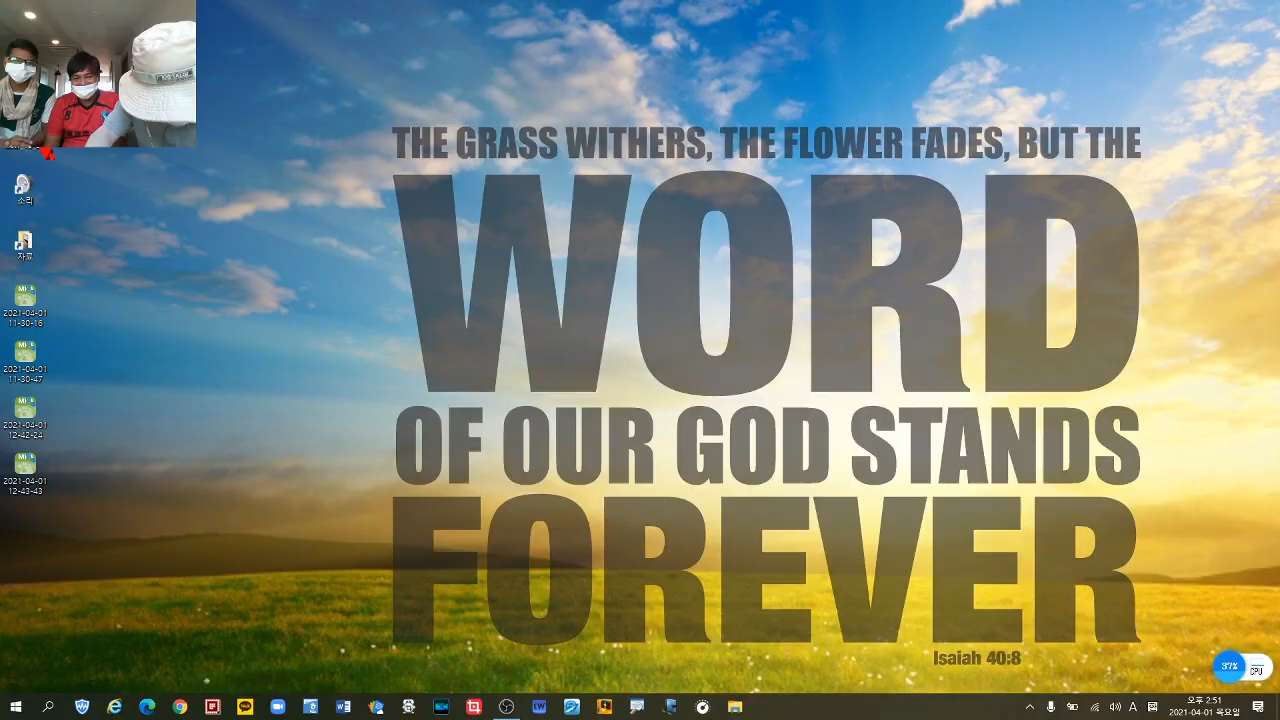 THE GRASS WITHERS, THE FLOWER FADES, BUT THE
WORD
OF OUR GOD STANDS
FOREVER
Isaiah 40:8
소리
자료
2021-04-01
11-30-16
2021-04-01
11-30-47
2021-04-01
12-42-24
2021-04-01
12-43-43
37%
CPU
오후 2:51
2021-04-01 목요일
A